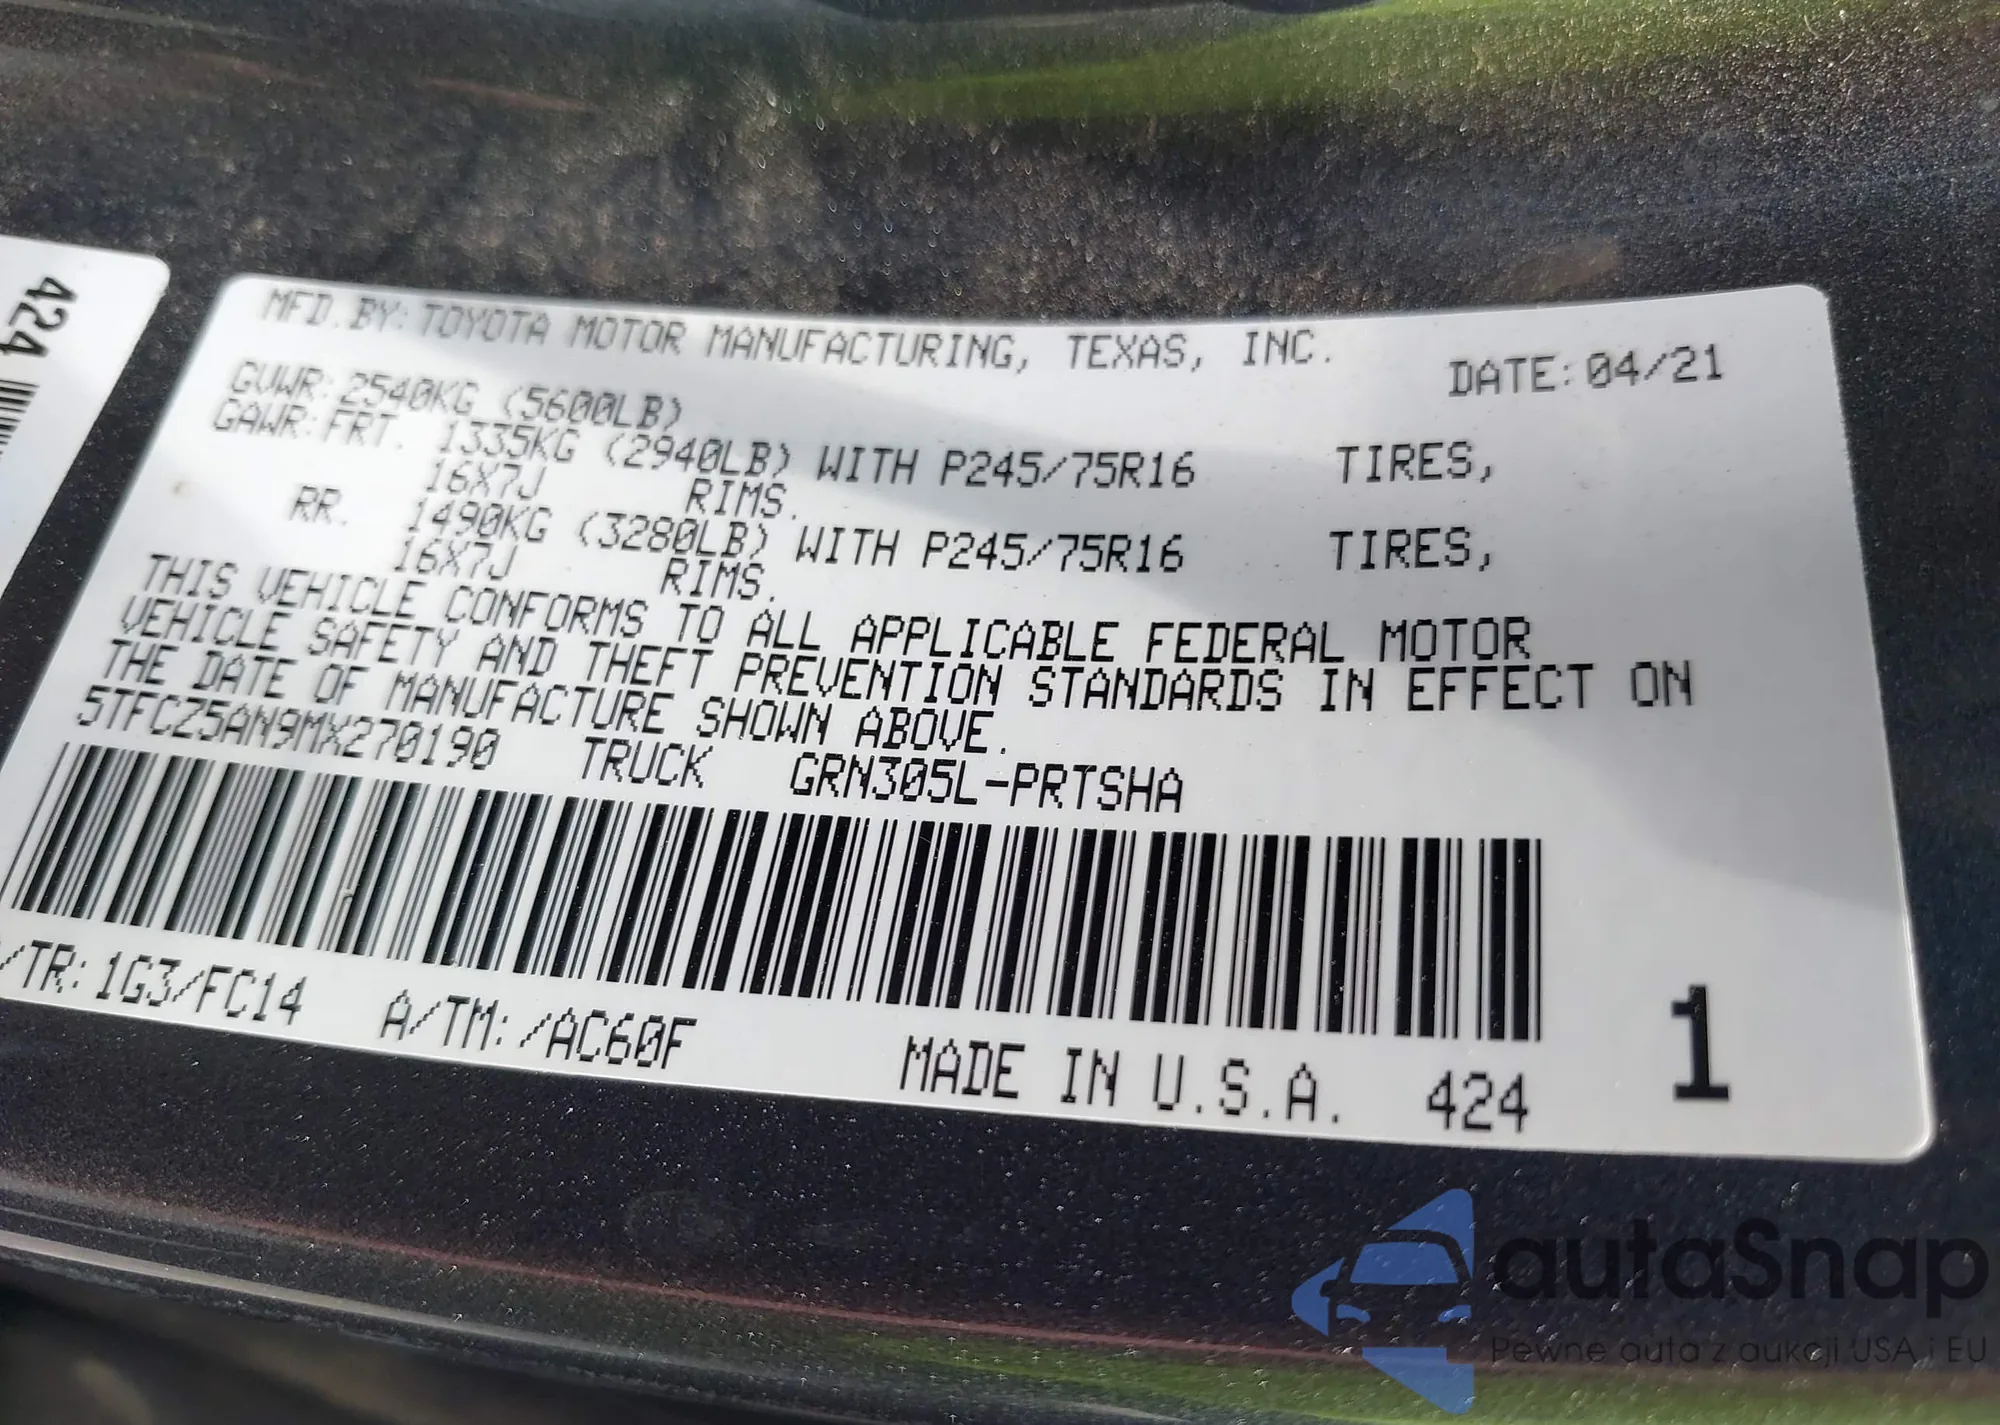 424
MFD. BY: TOYOTA MOTOR MANUFACTURING, TEXAS, INC. DATE: 04/21
GVWR: 2540KG (5600LB)
GAWR: FRT. 1335KG (2940LB) WITH P245/75R16 TIRES,
16X7J RIMS.
RR. 1490KG (3280LB) WITH P245/75R16 TIRES,
16X7J RIMS.
THIS VEHICLE CONFORMS TO ALL APPLICABLE FEDERAL MOTOR
VEHICLE SAFETY AND THEFT PREVENTION STANDARDS IN EFFECT ON
THE DATE OF MANUFACTURE SHOWN ABOVE.
5TFCZ5AN9MX270190 TRUCK GRN305L-PRTSHA
/TR: 1G3/FC14 A/TM: /AC60F
MADE IN U.S.A. 424 1
autaSnap
Pewne auta z aukcji USA i EU